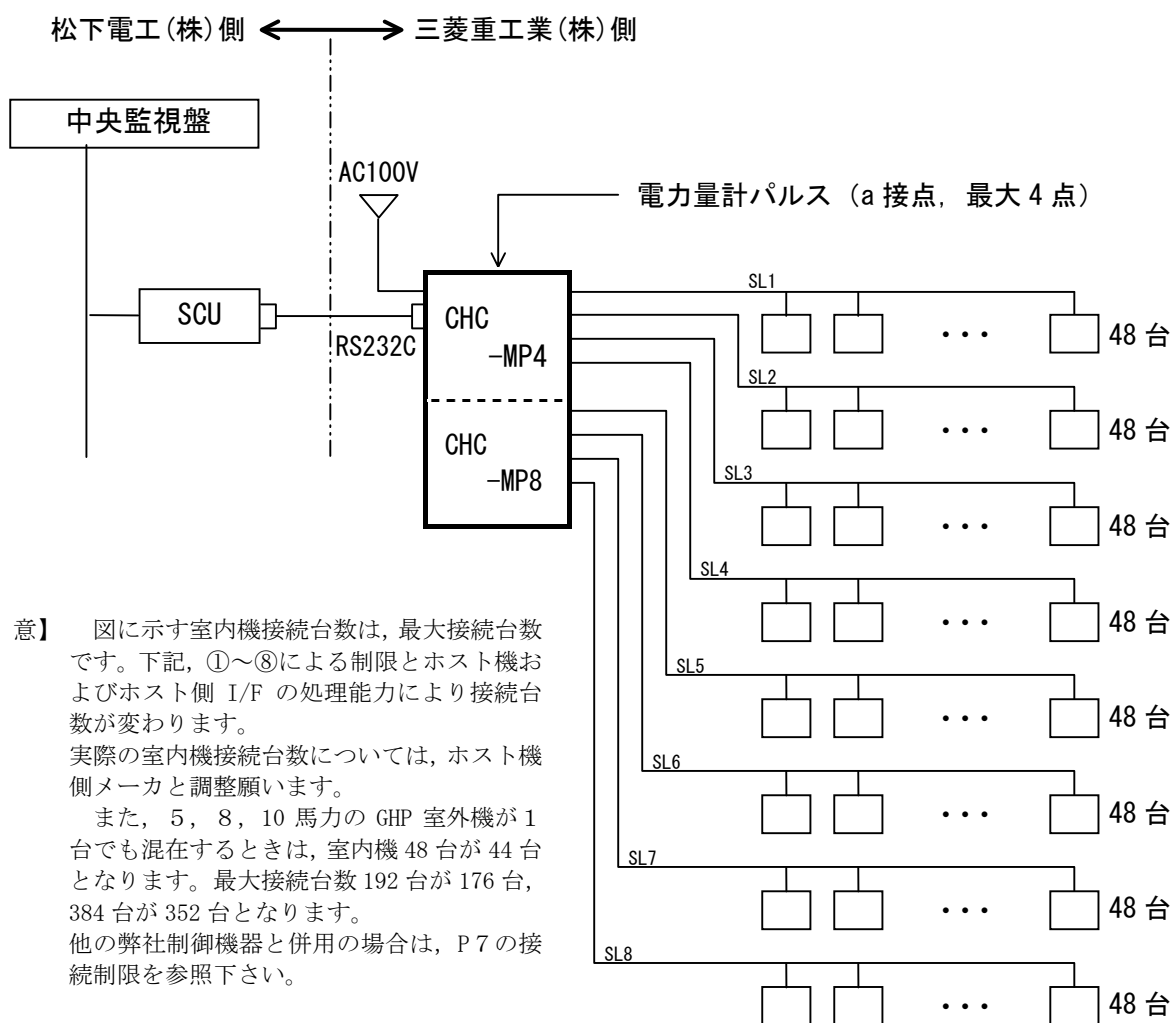 松下電工(株)側
三菱重工業(株)側
中央監視盤
AC100V
電力量計パルス（a 接点，最大 4 点）
SCU
RS232C
CHC
-MP4
CHC
-MP8
SL1
48 台
SL2
48 台
SL3
48 台
SL4
48 台
SL5
48 台
SL6
48 台
SL7
48 台
SL8
48 台
意】　図に示す室内機接続台数は，最大接続台数
です。下記，①～⑧による制限とホスト機お
よびホスト側 I/F の処理能力により接続台
数が変わります。
実際の室内機接続台数については，ホスト機
側メーカと調整願います。
また，５，８，10 馬力の GHP 室外機が１
台でも混在するときは，室内機 48 台が 44 台
となります。最大接続台数 192 台が 176 台，
384 台が 352 台となります。
他の弊社制御機器と併用の場合は，P７の接
続制限を参照下さい。